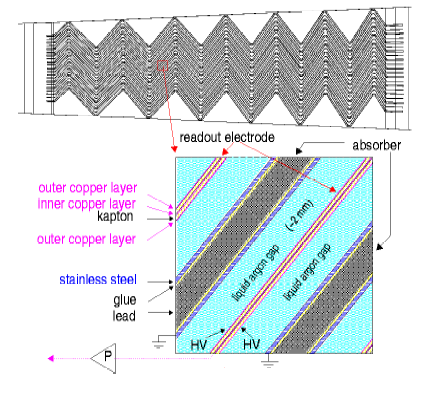 readout electrode
absorber
outer copper layer
inner copper layer
kapton
outer copper layer
(~2 mm)
liquid argon gap
liquid argon gap
stainless steel
glue
lead
HV
HV
P